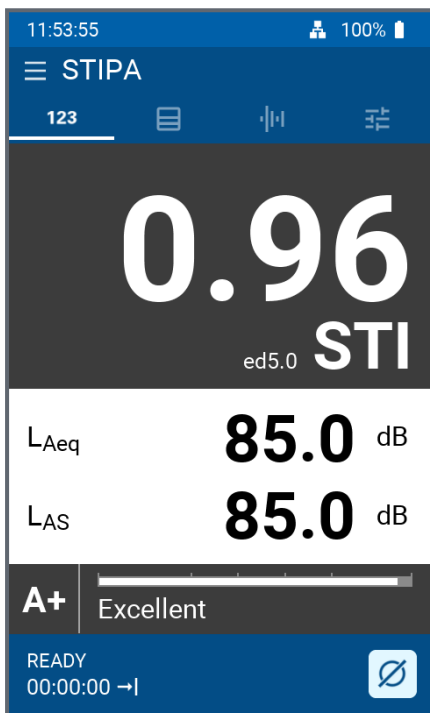 11:53:55 100%
STIPA
123
0.96
ed5.0 STI
LAeq 85.0 dB
LAS 85.0 dB
A+ Excellent
READY
00:00:00